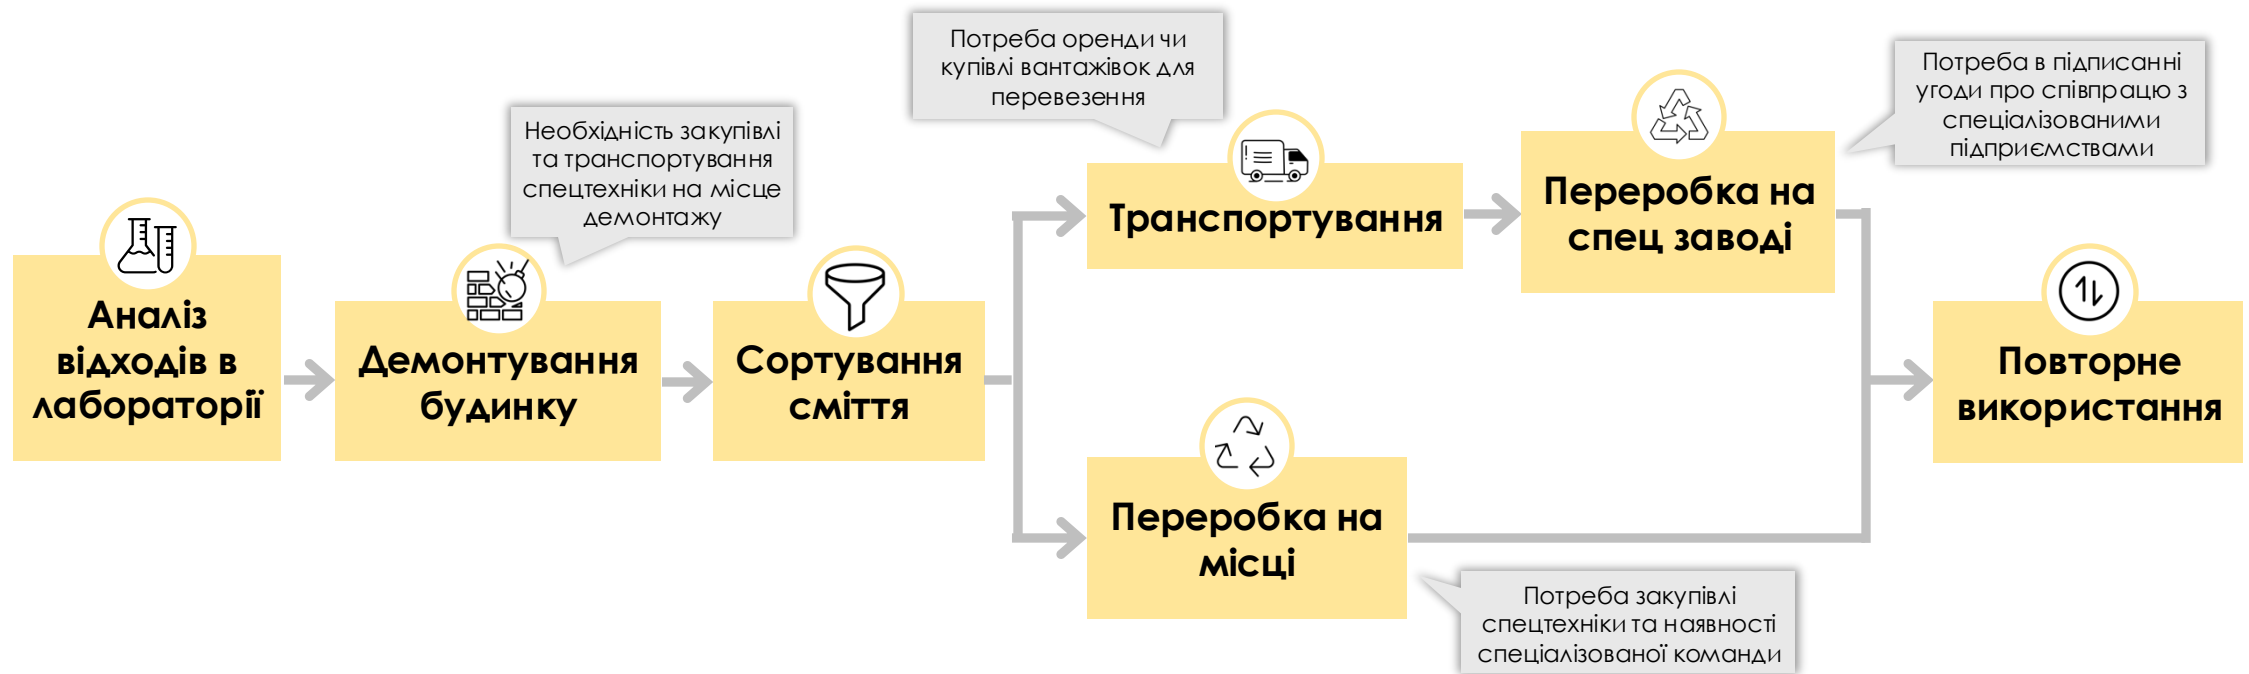 Аналіз
відходів в
лабораторії
Необхідність закупівлі
та транспортування
спецтехніки на місце
демонтажу
Демонтування
будинку
Сортування
сміття
Потреба оренди чи
купівлі вантажівок для
перевезення
Транспортування
Переробка на
спец заводі
Потреба в підписанні
угоди про співпрацю з
спеціалізованими
підприємствами
Переробка на
місці
Потреба закупівлі
спецтехніки та наявності
спеціалізованої команди
Повторне
використання